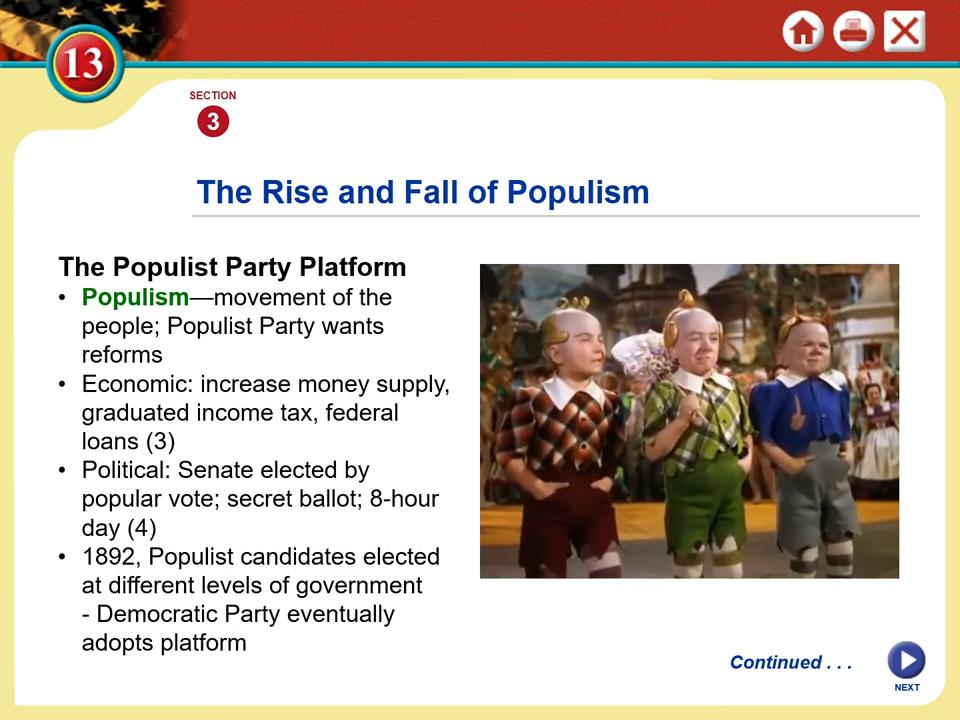 13
SECTION
3
The Rise and Fall of Populism
The Populist Party Platform
• Populism—movement of the
people; Populist Party wants
reforms
• Economic: increase money supply,
graduated income tax, federal
loans (3)
• Political: Senate elected by
popular vote; secret ballot; 8-hour
day (4)
• 1892, Populist candidates elected
at different levels of government
- Democratic Party eventually
adopts platform
Continued . . .
NEXT